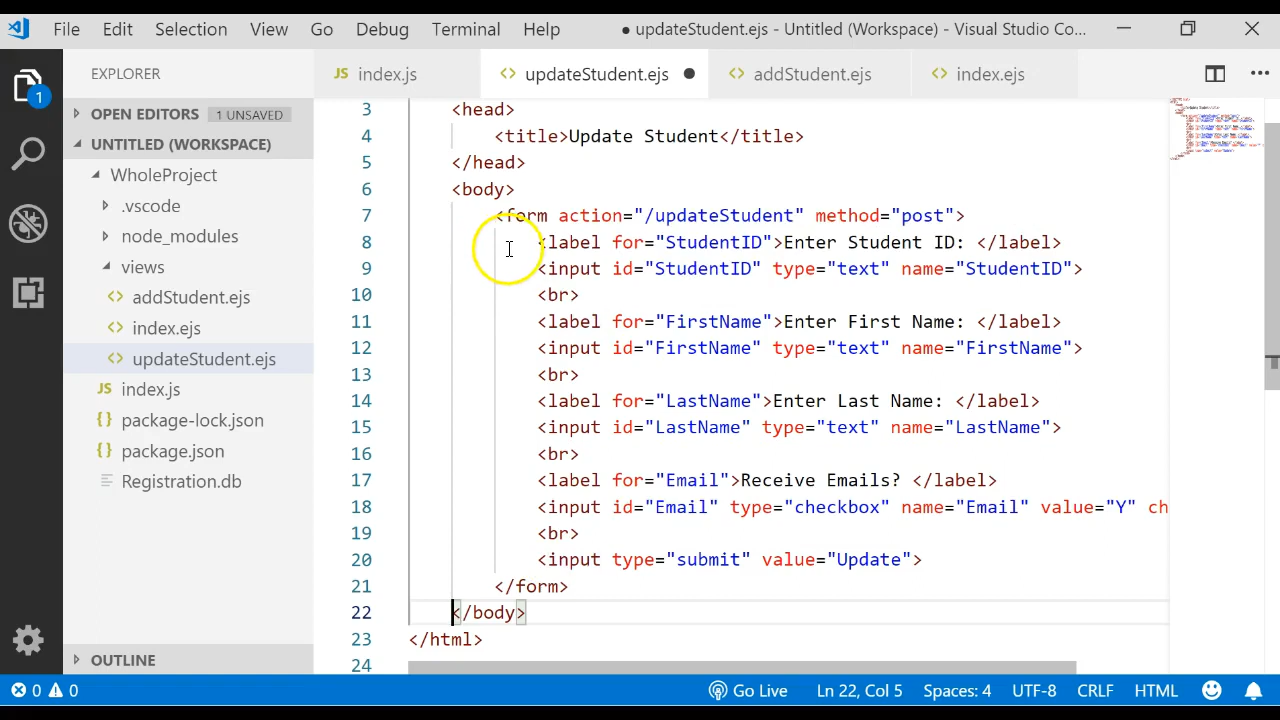 File Edit Selection View Go Debug Terminal Help ● updateStudent.ejs - Untitled (Workspace) - Visual Studio Co...
EXPLORER
JS index.js <> updateStudent.ejs ● <> addStudent.ejs <> index.ejs ...
1
OPEN EDITORS 1 UNSAVED
UNTITLED (WORKSPACE)
WholeProject
.vscode
node_modules
views
<> addStudent.ejs
<> index.ejs
<> updateStudent.ejs
JS index.js
{} package-lock.json
{} package.json
Registration.db
OUTLINE
3 <head>
4 <title>Update Student</title>
5 </head>
6 <body>
7 <form action="/updateStudent" method="post">
8 <label for="StudentID">Enter Student ID: </label>
9 <input id="StudentID" type="text" name="StudentID">
10 <br>
11 <label for="FirstName">Enter First Name: </label>
12 <input id="FirstName" type="text" name="FirstName">
13 <br>
14 <label for="LastName">Enter Last Name: </label>
15 <input id="LastName" type="text" name="LastName">
16 <br>
17 <label for="Email">Receive Emails? </label>
18 <input id="Email" type="checkbox" name="Email" value="Y" ch
19 <br>
20 <input type="submit" value="Update">
21 </form>
22 </body>
23 </html>
24
0 0 Go Live Ln 22, Col 5 Spaces: 4 UTF-8 CRLF HTML